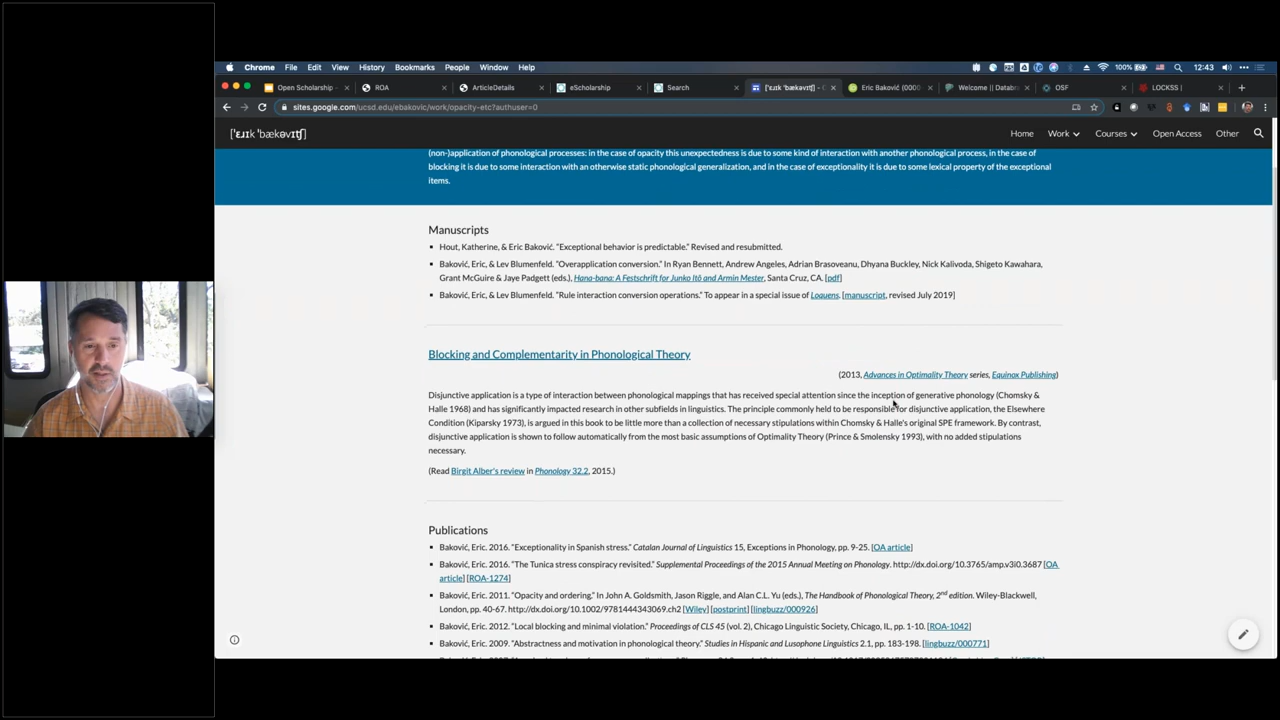 Chrome File Edit View History Bookmarks People Window Help 100% 12:43
Open Scholarship - ROA ArticleDetails eScholarship Search [ˈɛɹɪk ˈbækəvɪtʃ] – Eric Baković (0000 Welcome || Databr OSF LOCKSS |
sites.google.com/ucsd.edu/ebakovic/work/opacity-etc?authuser=0
[ˈɛɹɪk ˈbækəvɪtʃ] Home Work Courses Open Access Other
(non-)application of phonological processes: in the case of opacity this unexpectedness is due to some kind of interaction with another phonological process, in the case of
blocking it is due to some interaction with an otherwise static phonological generalization, and in the case of exceptionality it is due to some lexical property of the exceptional
items.
Manuscripts
▪ Hout, Katherine, & Eric Baković. "Exceptional behavior is predictable." Revised and resubmitted.
▪ Baković, Eric, & Lev Blumenfeld. "Overapplication conversion." In Ryan Bennett, Andrew Angeles, Adrian Brasoveanu, Dhyana Buckley, Nick Kalivoda, Shigeto Kawahara,
Grant McGuire & Jaye Padgett (eds.), Hana-bana: A Festschrift for Junko Itô and Armin Mester, Santa Cruz, CA. [pdf]
▪ Baković, Eric, & Lev Blumenfeld. "Rule interaction conversion operations." To appear in a special issue of Loquens. [manuscript, revised July 2019]
Blocking and Complementarity in Phonological Theory
(2013, Advances in Optimality Theory series, Equinox Publishing)
Disjunctive application is a type of interaction between phonological mappings that has received special attention since the inception of generative phonology (Chomsky &
Halle 1968) and has significantly impacted research in other subfields in linguistics. The principle commonly held to be responsible for disjunctive application, the Elsewhere
Condition (Kiparsky 1973), is argued in this book to be little more than a collection of necessary stipulations within Chomsky & Halle's original SPE framework. By contrast,
disjunctive application is shown to follow automatically from the most basic assumptions of Optimality Theory (Prince & Smolensky 1993), with no added stipulations
necessary.
(Read Birgit Alber's review in Phonology 32.2, 2015.)
Publications
▪ Baković, Eric. 2016. "Exceptionality in Spanish stress." Catalan Journal of Linguistics 15, Exceptions in Phonology, pp. 9-25. [OA article]
▪ Baković, Eric. 2016. "The Tunica stress conspiracy revisited." Supplemental Proceedings of the 2015 Annual Meeting on Phonology. http://dx.doi.org/10.3765/amp.v3i0.3687 [OA
article] [ROA-1274]
▪ Baković, Eric. 2011. "Opacity and ordering." In John A. Goldsmith, Jason Riggle, and Alan C.L. Yu (eds.), The Handbook of Phonological Theory, 2nd edition. Wiley-Blackwell,
London, pp. 40-67. http://dx.doi.org/10.1002/9781444343069.ch2 [Wiley] [postprint] [lingbuzz/000926]
▪ Baković, Eric. 2012. "Local blocking and minimal violation." Proceedings of CLS 45 (vol. 2), Chicago Linguistic Society, Chicago, IL, pp. 1-10. [ROA-1042]
▪ Baković, Eric. 2009. "Abstractness and motivation in phonological theory." Studies in Hispanic and Lusophone Linguistics 2.1, pp. 183-198. [lingbuzz/000771]